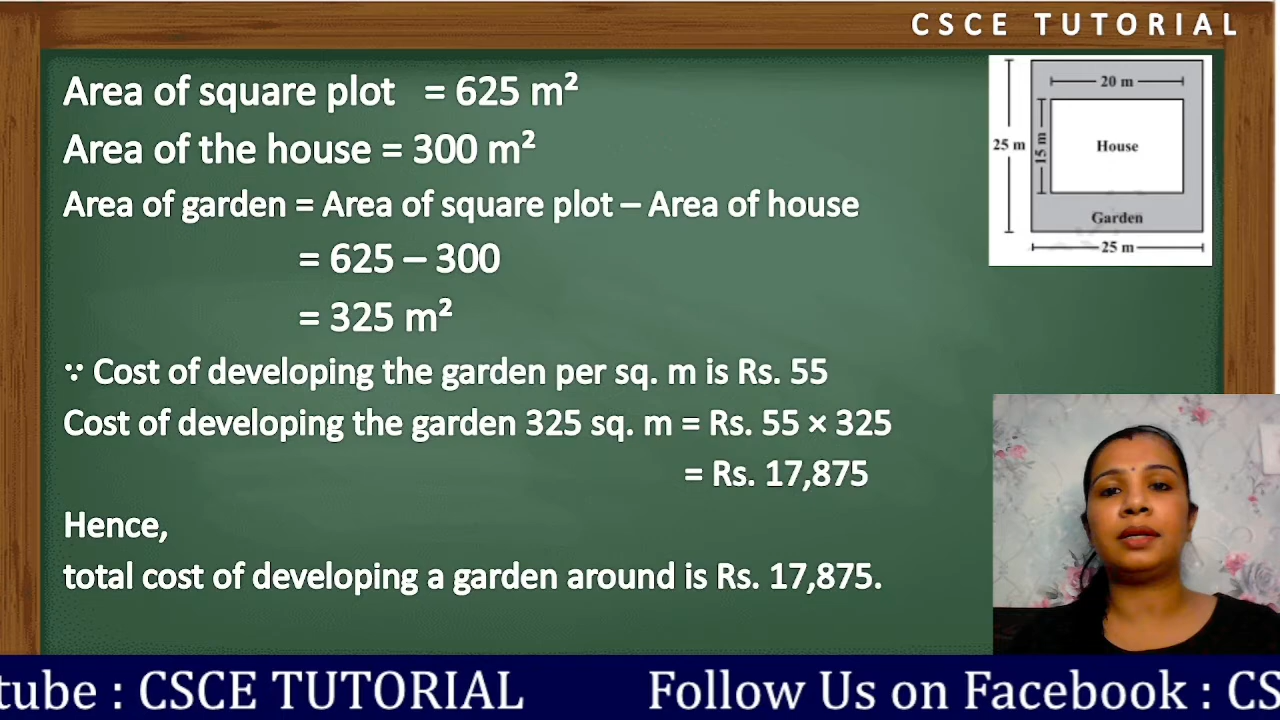 CSCE TUTORIAL
Area of square plot = 625 m²
Area of the house = 300 m²
Area of garden = Area of square plot – Area of house
= 625 – 300
= 325 m²
∵ Cost of developing the garden per sq. m is Rs. 55
Cost of developing the garden 325 sq. m = Rs. 55 × 325
= Rs. 17,875
Hence,
total cost of developing a garden around is Rs. 17,875.
20 m
25 m
15 m
House
Garden
25 m
tube : CSCE TUTORIAL Follow Us on Facebook : CS